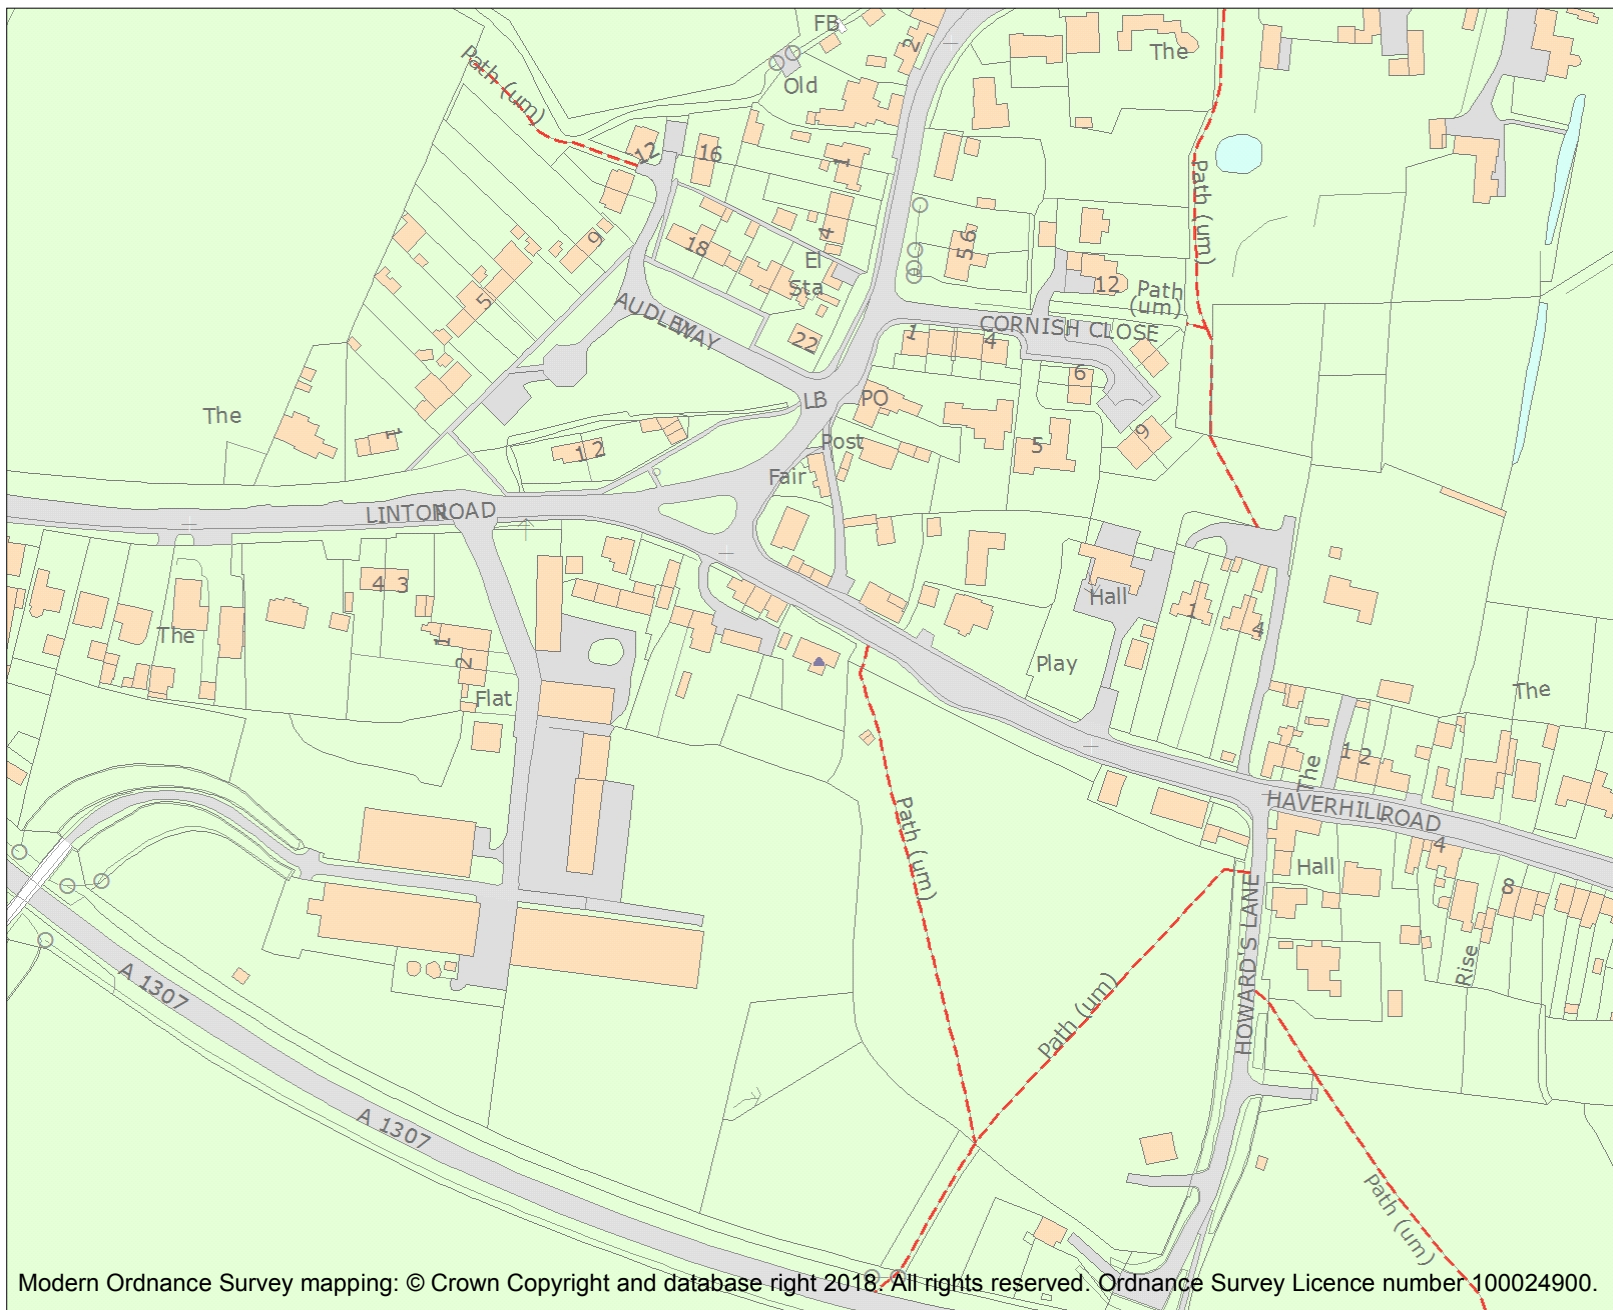 FB
2
The
Path (um)
Old
12
16
1
Path (um)
4
18
9
El
Sta
5 6
12
Path
(um)
5
AUDLEY
WAY
22
1
4
CORNISH CLOSE
6
LB
PO
The
1
1 2
Post
5
9
Fair
LINTON
ROAD
4 3
Hall
1
4
The
1
2
Play
Flat
The
1 2
The
HAVERHILL
ROAD
4
Path (um)
Hall
8
HOWARD'S LANE
Rise
A 1307
Path (um)
A 1307
Path (um)
Modern Ordnance Survey mapping: © Crown Copyright and database right 2018. All rights reserved. Ordnance Survey Licence number 100024900.